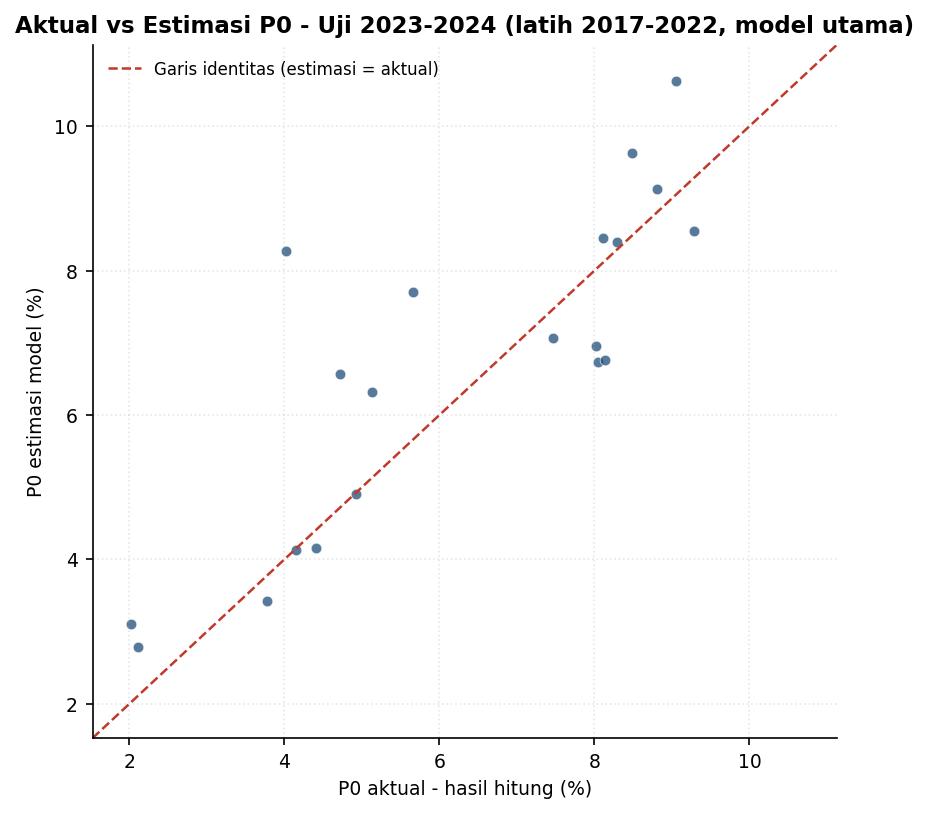 Aktual vs Estimasi P0 - Uji 2023-2024 (latih 2017-2022, model utama)
Garis identitas (estimasi = aktual)
P0 estimasi model (%)
10
8
6
4
2
2 4 6 8 10
P0 aktual - hasil hitung (%)